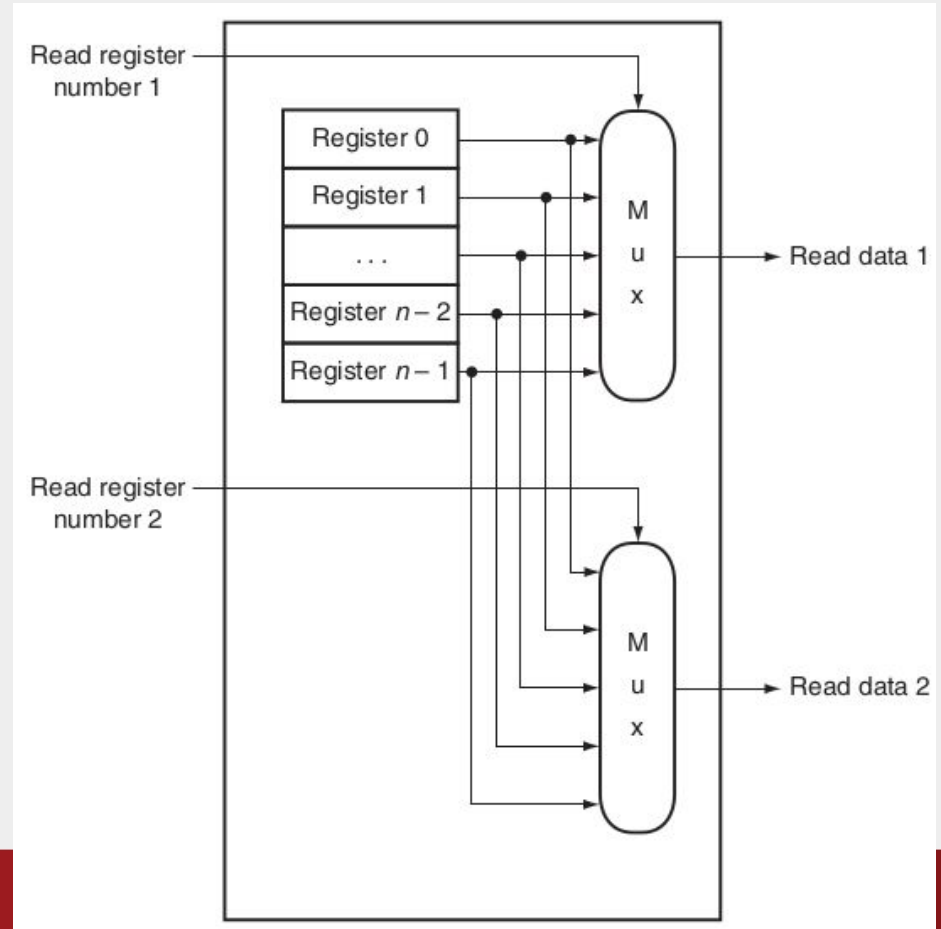 Read register
number 1
Register 0
Register 1
. . .
Register n – 2
Register n – 1
M
u
x
Read data 1
Read register
number 2
M
u
x
Read data 2